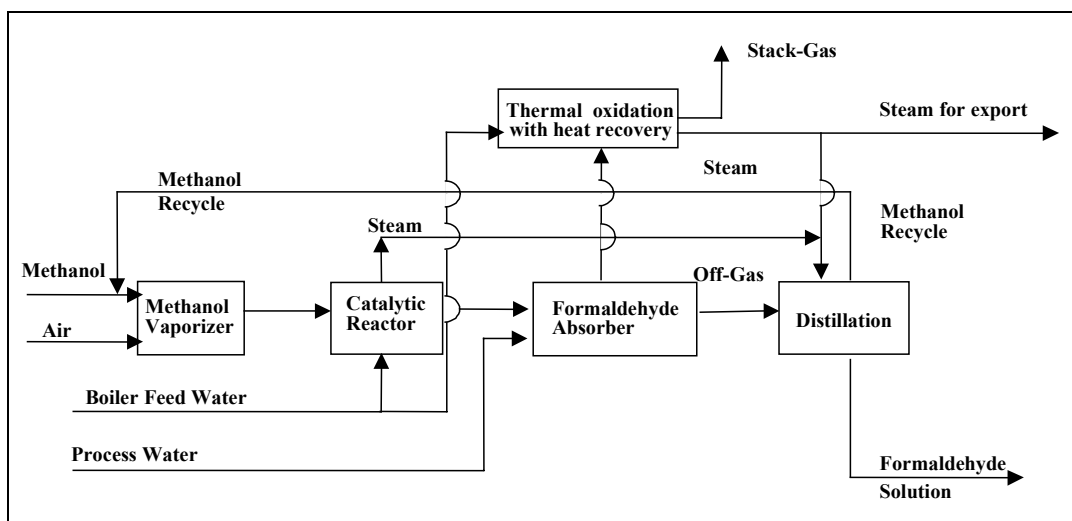 Stack-Gas
Thermal oxidation
with heat recovery
Steam for export
Steam
Methanol
Recycle
Methanol
Recycle
Steam
Methanol
Off-Gas
Methanol
Vaporizer
Catalytic
Reactor
Formaldehyde
Absorber
Distillation
Air
Boiler Feed Water
Process Water
Formaldehyde
Solution